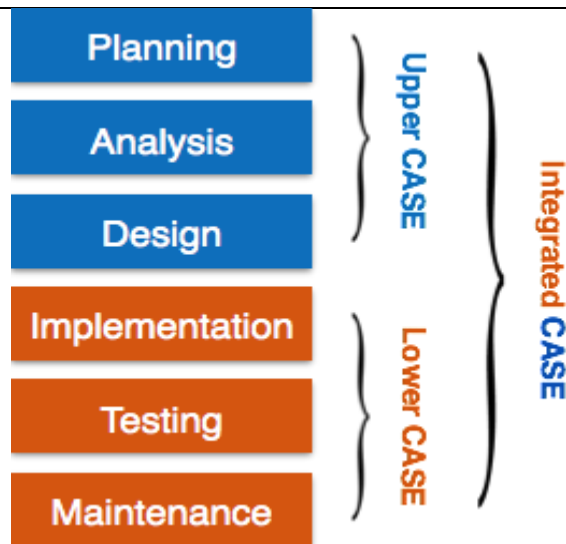 Planning
Analysis
Design
Implementation
Testing
Maintenance
Upper CASE
Lower CASE
Integrated CASE